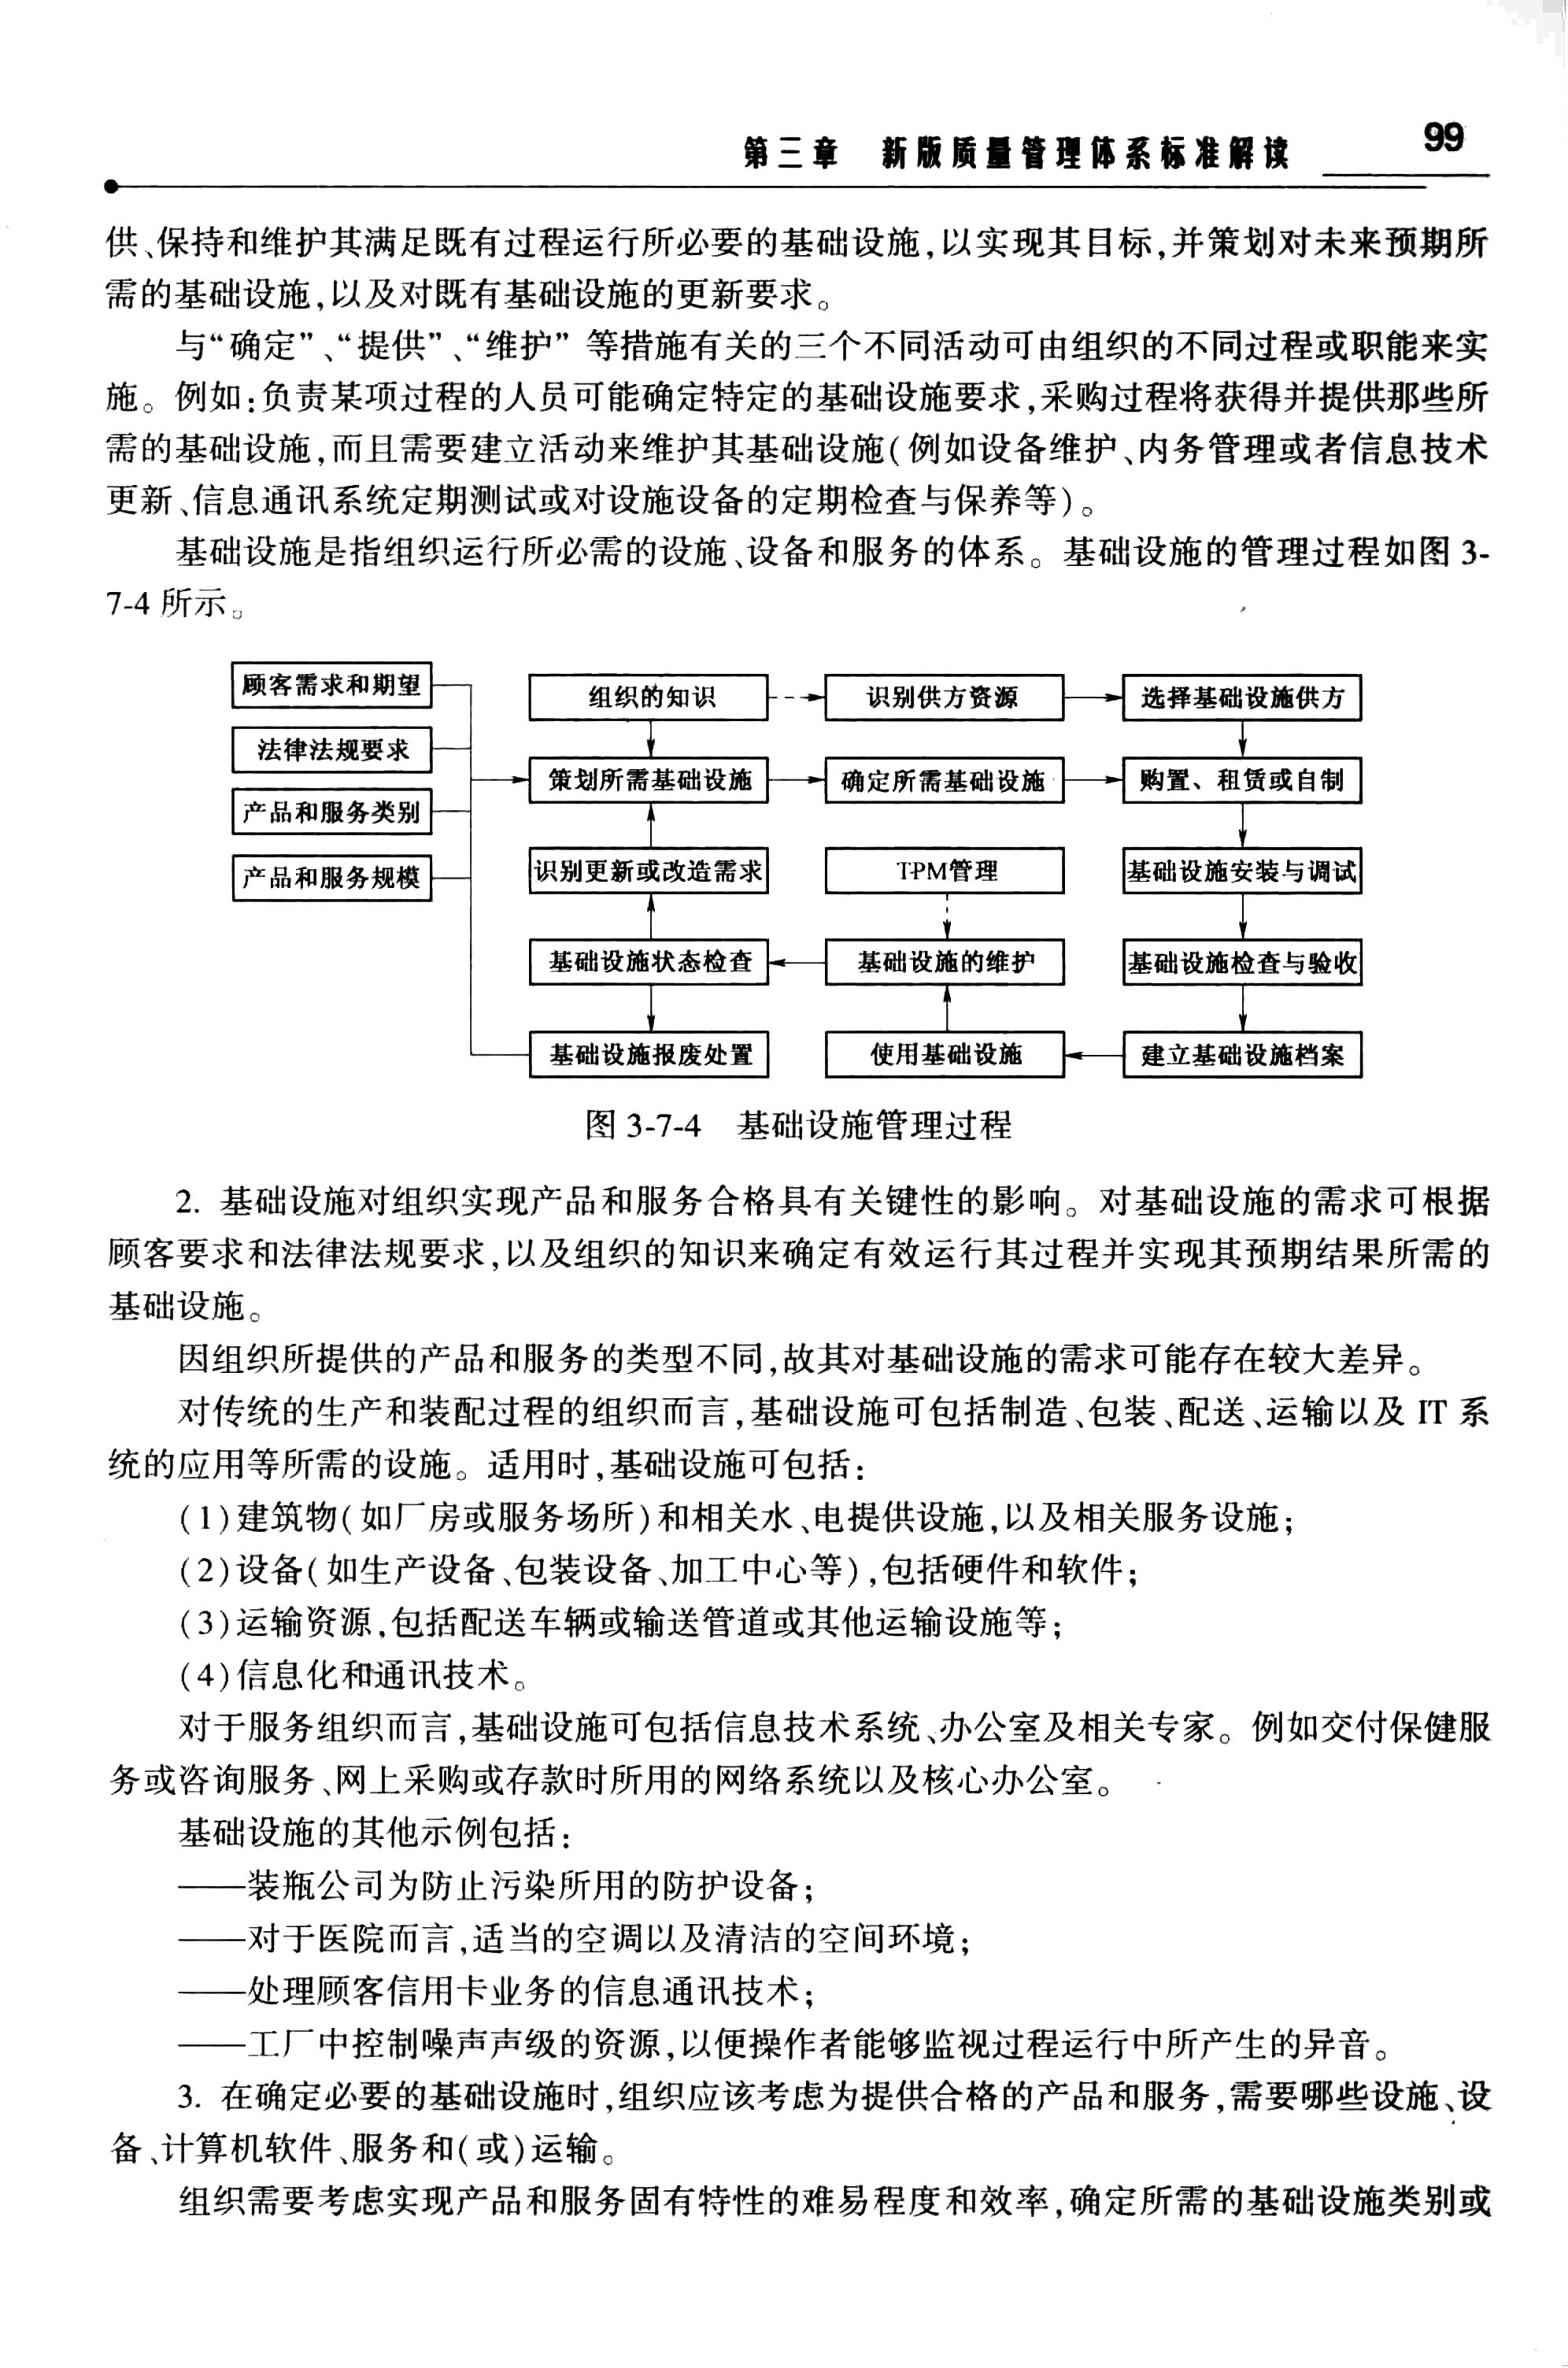 第三章 新版质量管理体系标准解读 99
供、保持和维护其满足既有过程运行所必要的基础设施,以实现其目标,并策划对未来预期所
需的基础设施,以及对既有基础设施的更新要求。
与“确定”、“提供”、“维护”等措施有关的三个不同活动可由组织的不同过程或职能来实
施。例如:负责某项过程的人员可能确定特定的基础设施要求,采购过程将获得并提供那些所
需的基础设施,而且需要建立活动来维护其基础设施(例如设备维护、内务管理或者信息技术
更新、信息通讯系统定期测试或对设施设备的定期检查与保养等)。
基础设施是指组织运行所必需的设施、设备和服务的体系。基础设施的管理过程如图 3-
7-4 所示。
顾客需求和期望
法律法规要求
产品和服务类别
产品和服务规模
组织的知识
识别供方资源
选择基础设施供方
策划所需基础设施
确定所需基础设施
购置、租赁或自制
识别更新或改造需求
TPM管理
基础设施安装与调试
基础设施状态检查
基础设施的维护
基础设施检查与验收
基础设施报废处置
使用基础设施
建立基础设施档案
图 3-7-4 基础设施管理过程
2. 基础设施对组织实现产品和服务合格具有关键性的影响。对基础设施的需求可根据
顾客要求和法律法规要求,以及组织的知识来确定有效运行其过程并实现其预期结果所需的
基础设施。
因组织所提供的产品和服务的类型不同,故其对基础设施的需求可能存在较大差异。
对传统的生产和装配过程的组织而言,基础设施可包括制造、包装、配送、运输以及 IT 系
统的应用等所需的设施。适用时,基础设施可包括:
(1)建筑物(如厂房或服务场所)和相关水、电提供设施,以及相关服务设施;
(2)设备(如生产设备、包装设备、加工中心等),包括硬件和软件;
(3)运输资源,包括配送车辆或输送管道或其他运输设施等;
(4)信息化和通讯技术。
对于服务组织而言,基础设施可包括信息技术系统、办公室及相关专家。例如交付保健服
务或咨询服务、网上采购或存款时所用的网络系统以及核心办公室。
基础设施的其他示例包括:
——装瓶公司为防止污染所用的防护设备;
——对于医院而言,适当的空调以及清洁的空间环境;
——处理顾客信用卡业务的信息通讯技术;
——工厂中控制噪声声级的资源,以便操作者能够监视过程运行中所产生的异音。
3. 在确定必要的基础设施时,组织应该考虑为提供合格的产品和服务,需要哪些设施、设
备、计算机软件、服务和(或)运输。
组织需要考虑实现产品和服务固有特性的难易程度和效率,确定所需的基础设施类别或